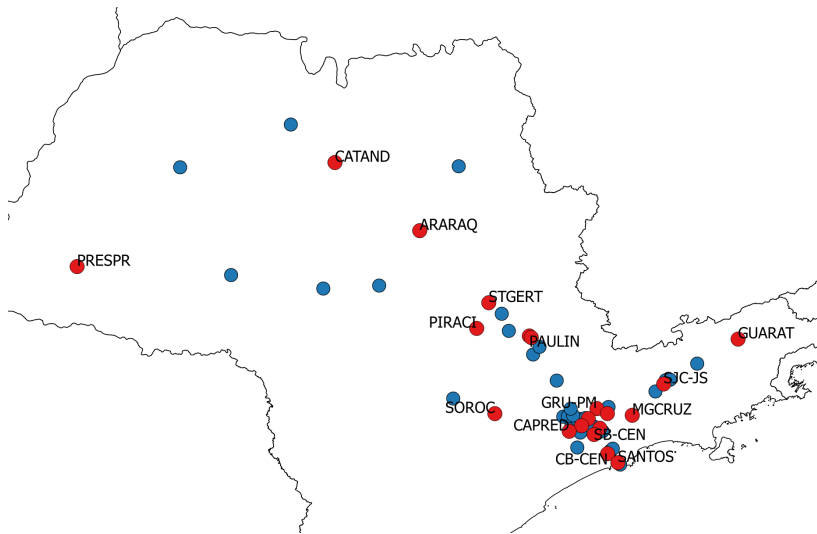 CATAND
ARARAQ
PRESPR
STGERT
PIRACI
PAULIN
GUARAT
SJC-JS
GRU-PM
SOROC
MGCRUZ
CAPRED
SB-CEN
CB-CEN
SANTOS